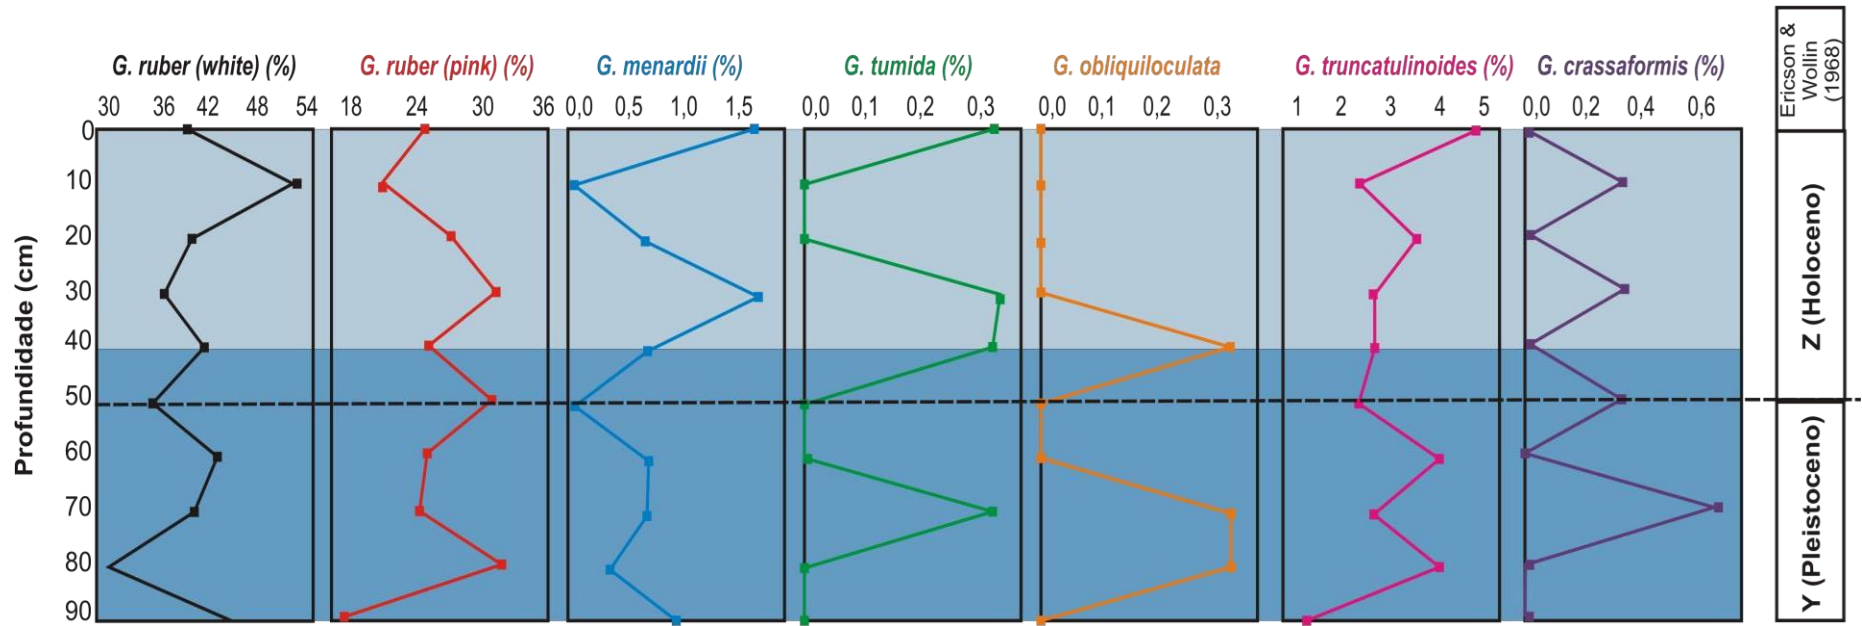 G. ruber (white) (%) G. ruber (pink) (%) G. menardii (%) G. tumida (%) G. obliquiloculata G. truncatulinoides (%) G. crassaformis (%)
30 36 42 48 54 18 24 30 36 0,0 0,5 1,0 1,5 0,0 0,1 0,2 0,3 0,0 0,1 0,2 0,3 1 2 3 4 5 0,0 0,2 0,4 0,6
Ericson &
Wollin
(1968)
Profundidade (cm)
0
10
20
30
40
50
60
70
80
90
Z (Holoceno)
Y (Pleistoceno)